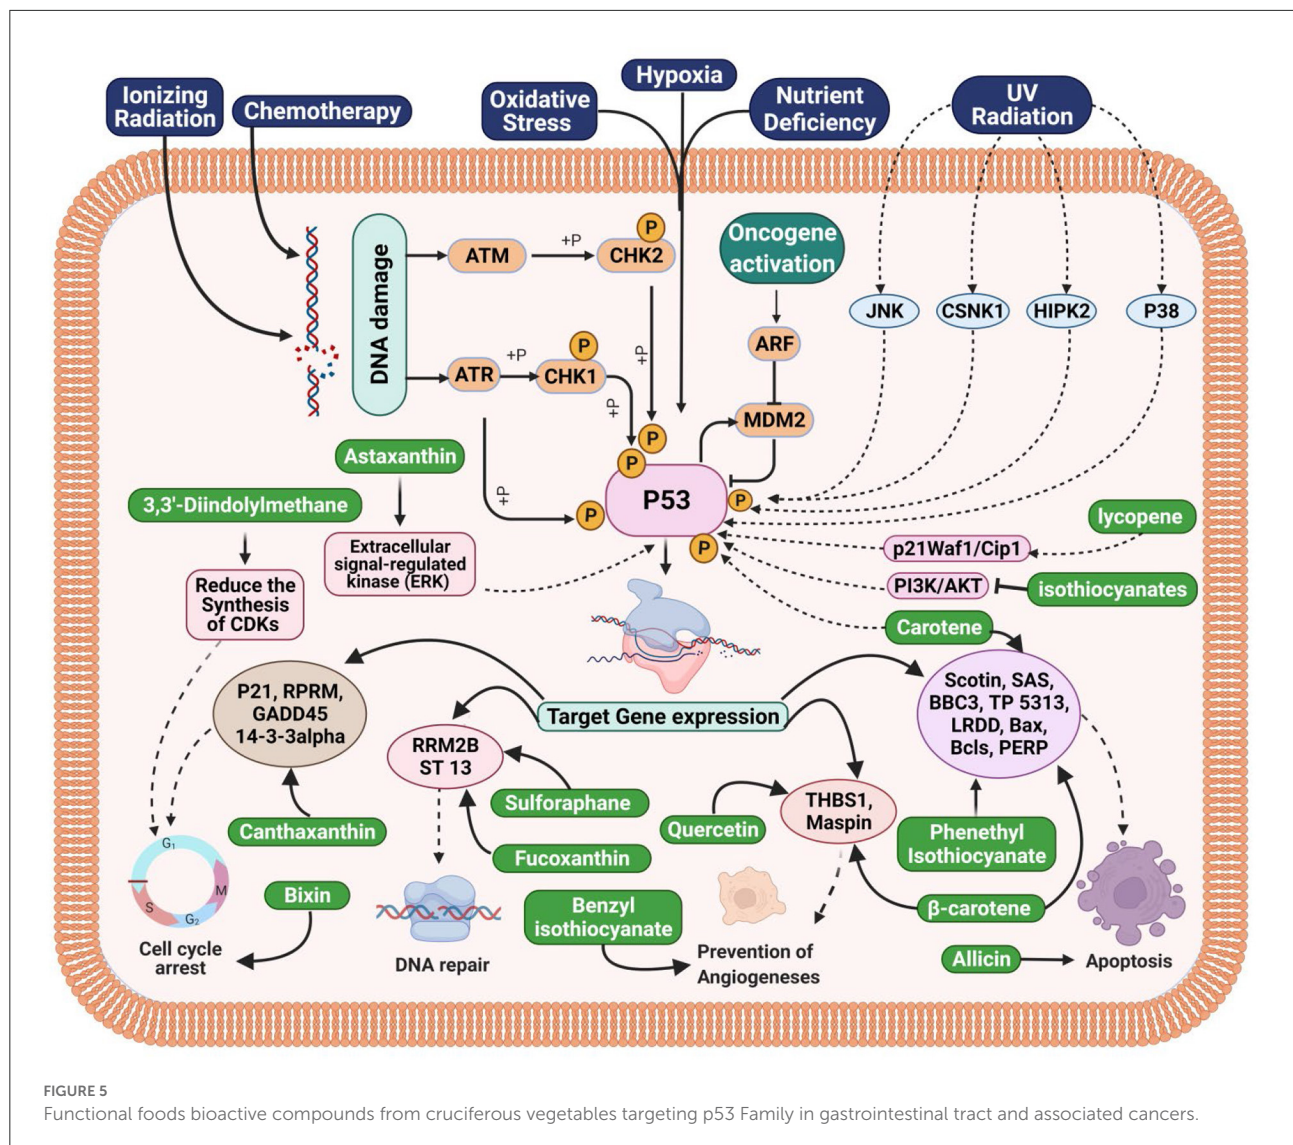 Ionizing
Radiation
Chemotherapy
Oxidative
Stress
Hypoxia
Nutrient
Deficiency
UV
Radiation
DNA damage
ATM
+P
CHK2
P
ATR
+P
CHK1
P
+P
+P
+P
P
P
P
P
P
Oncogene
activation
ARF
MDM2
JNK
CSNK1
HIPK2
P38
P53
Astaxanthin
3,3'-Diindolylmethane
Extracellular
signal-regulated
kinase (ERK)
Reduce the
Synthesis
of CDKs
lycopene
p21Waf1/Cip1
PI3K/AKT
isothiocyanates
Carotene
P21, RPRM,
GADD45
14-3-3alpha
Target Gene expression
RRM2B
ST 13
Scotin, SAS,
BBC3, TP 5313,
LRDD, Bax,
Bcls, PERP
THBS1,
Maspin
Canthaxanthin
Sulforaphane
Fucoxanthin
Quercetin
Phenethyl
Isothiocyanate
Bixin
Benzyl
isothiocyanate
β-carotene
Allicin
G1
M
S
G2
Cell cycle
arrest
DNA repair
Prevention of
Angiogeneses
Apoptosis
FIGURE 5
Functional foods bioactive compounds from cruciferous vegetables targeting p53 Family in gastrointestinal tract and associated cancers.